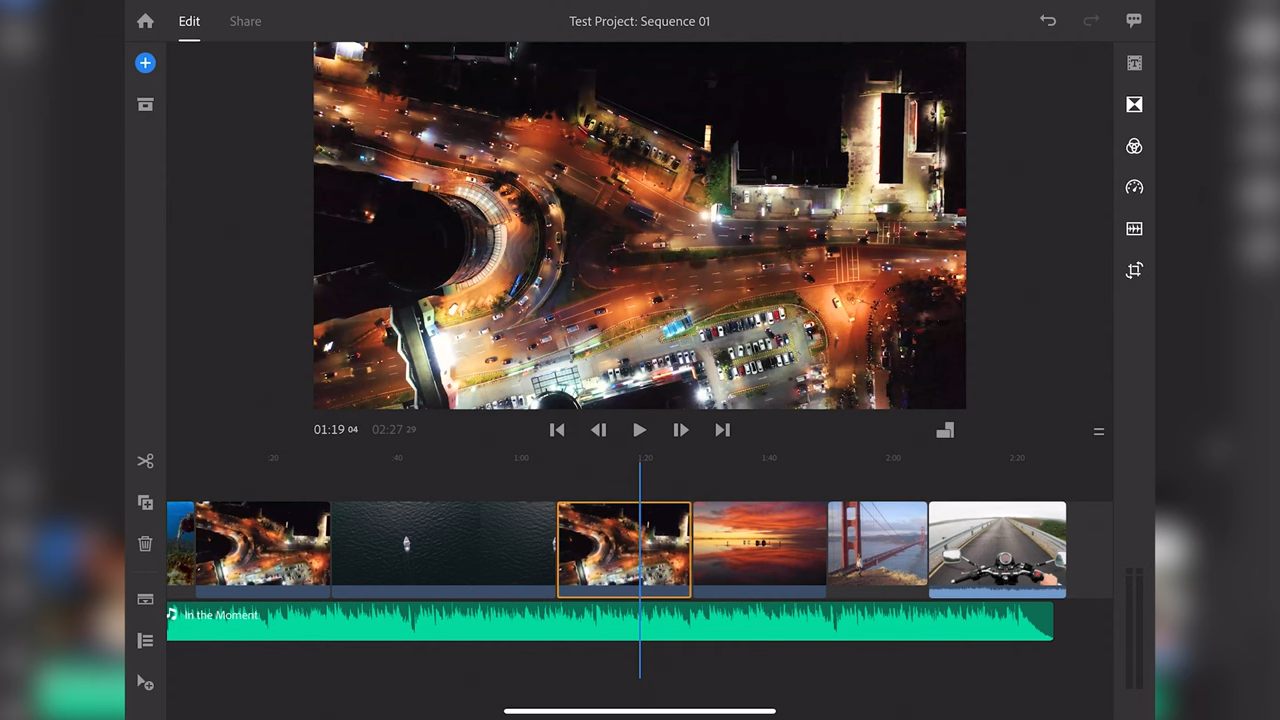 Edit
Share
Test Project: Sequence 01
01:19 04
02:27 29
:20
:40
1:00
1:20
1:40
2:00
2:20
In the Moment